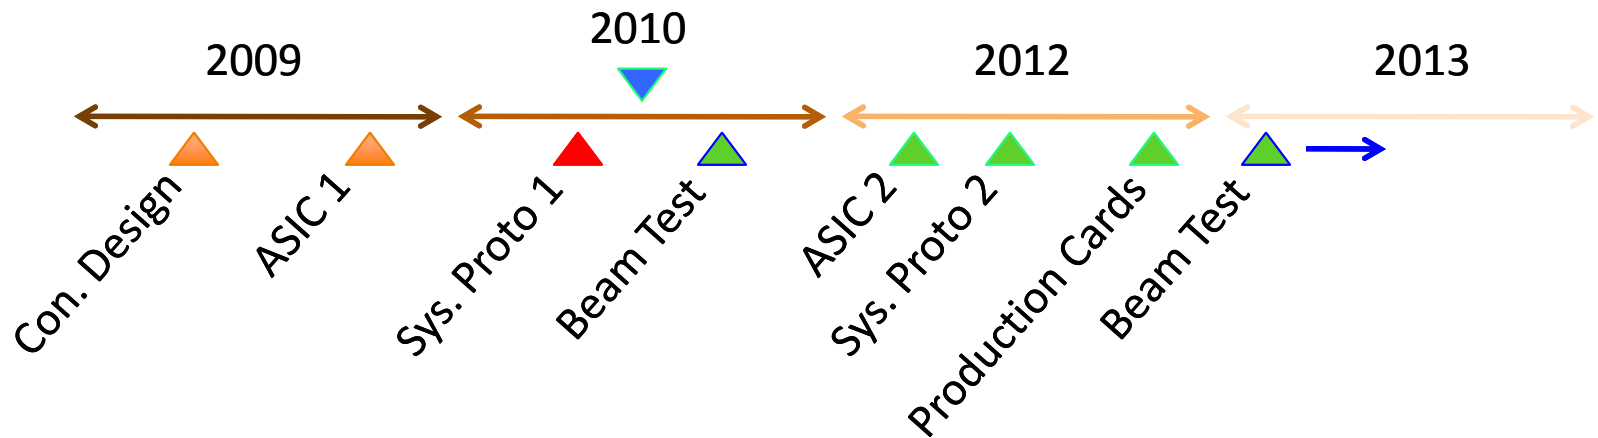 2009
2010
2012
2013
Con. Design
ASIC 1
Sys. Proto 1
Beam Test
ASIC 2
Sys. Proto 2
Production Cards
Beam Test